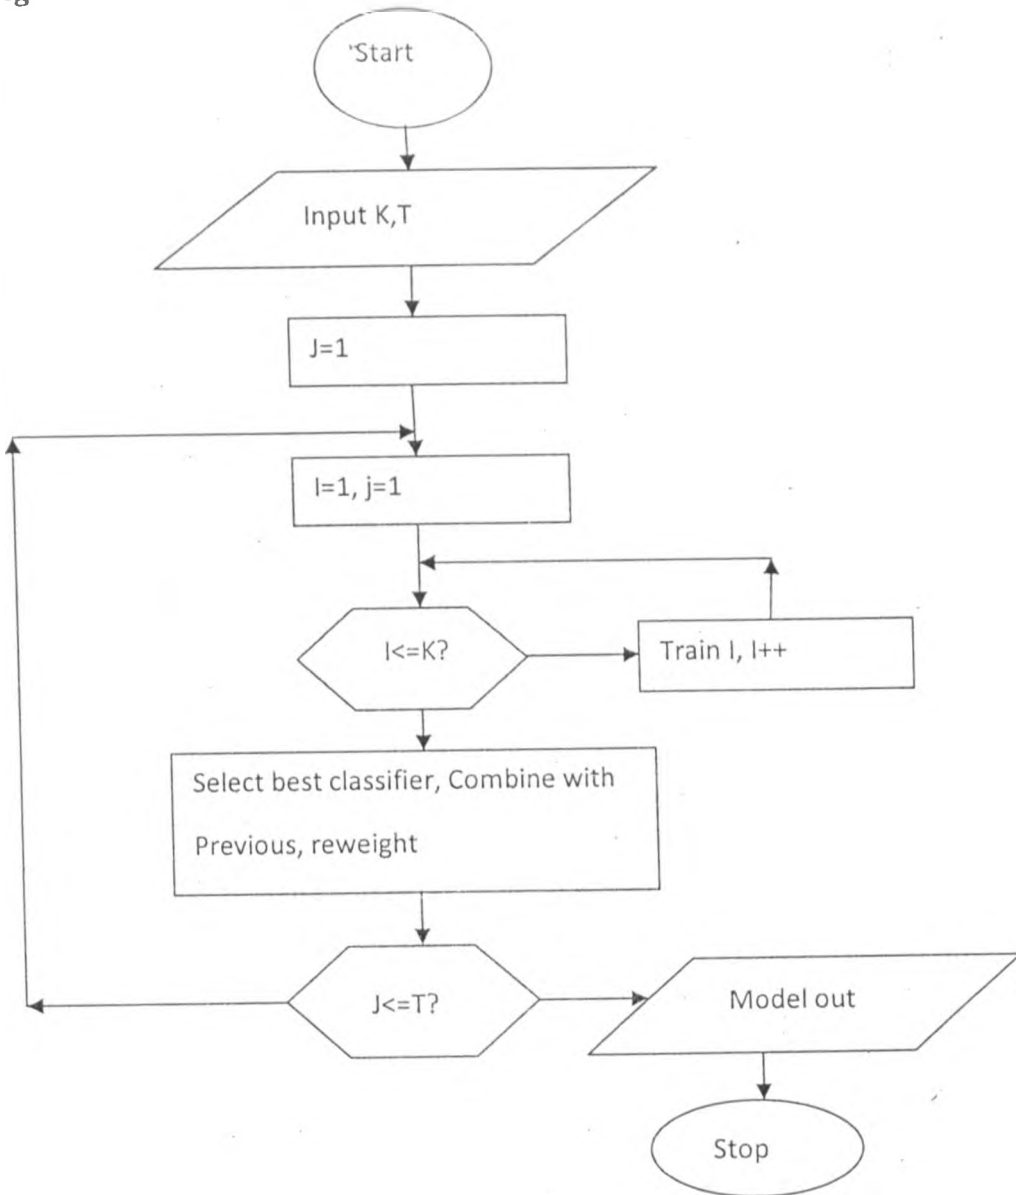 Start
Input K,T
J=1
I=1, j=1
I<=K?
Train I, I++
Select best classifier, Combine with
Previous, reweight
J<=T?
Model out
Stop